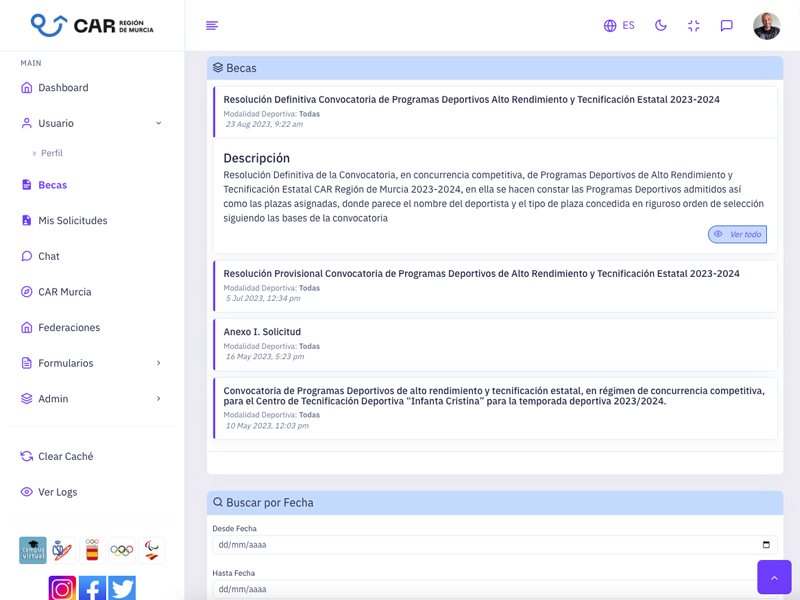 CAR REGIÓN DE MURCIA
ES
MAIN
Dashboard
Usuario
» Perfil
Becas
Mis Solicitudes
Chat
CAR Murcia
Federaciones
Formularios
Admin
Clear Caché
Ver Logs
campus
virtual
Becas
Resolución Definitiva Convocatoria de Programas Deportivos Alto Rendimiento y Tecnificación Estatal 2023-2024
Modalidad Deportiva: Todas
23 Aug 2023, 9:22 am
Descripción
Resolución Definitiva de la Convocatoria, en concurrencia competitiva, de Programas Deportivos de Alto Rendimiento y
Tecnificación Estatal CAR Región de Murcia 2023-2024, en ella se hacen constar las Programas Deportivos admitidos así
como las plazas asignadas, donde parece el nombre del deportista y el tipo de plaza concedida en riguroso orden de selección
siguiendo las bases de la convocatoria
Ver todo
Resolución Provisional Convocatoria de Programas Deportivos de Alto Rendimiento y Tecnificación Estatal 2023-2024
Modalidad Deportiva: Todas
5 Jul 2023, 12:34 pm
Anexo I. Solicitud
Modalidad Deportiva: Todas
16 May 2023, 5:23 pm
Convocatoria de Programas Deportivos de alto rendimiento y tecnificación estatal, en régimen de concurrencia competitiva,
para el Centro de Tecnificación Deportiva “Infanta Cristina” para la temporada deportiva 2023/2024.
Modalidad Deportiva: Todas
10 May 2023, 12:03 pm
Buscar por Fecha
Desde Fecha
dd/mm/aaaa
Hasta Fecha
dd/mm/aaaa